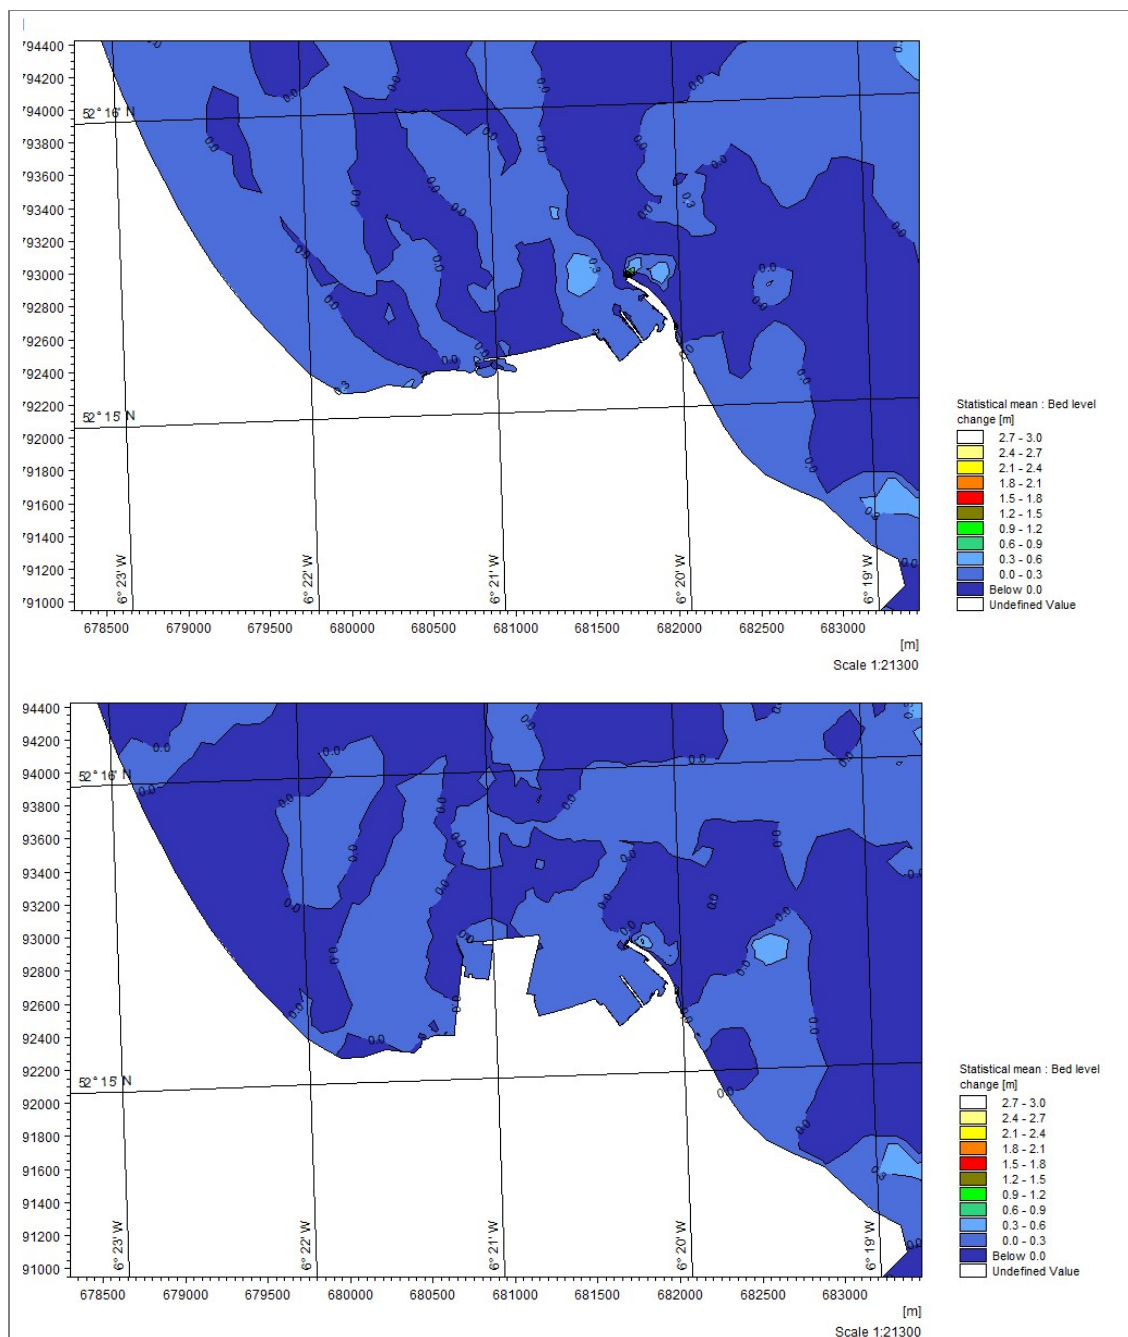 '94400
'94200
'94000
'93800
'93600
'93400
'93200
'93000
'92800
'92600
'92400
'92200
'92000
'91800
'91600
'91400
'91200
'91000
52° 16' N
52° 15' N
6° 23' W
6° 22' W
6° 21' W
6° 20' W
6° 19' W
678500 679000 679500 680000 680500 681000 681500 682000 682500 683000
[m]
Scale 1:21300
Statistical mean : Bed level
change [m]
2.7 - 3.0
2.4 - 2.7
2.1 - 2.4
1.8 - 2.1
1.5 - 1.8
1.2 - 1.5
0.9 - 1.2
0.6 - 0.9
0.3 - 0.6
0.0 - 0.3
Below 0.0
Undefined Value
94400
94200
94000
93800
93600
93400
93200
93000
92800
92600
92400
92200
92000
91800
91600
91400
91200
91000
52° 16' N
52° 15' N
6° 23' W
6° 22' W
6° 21' W
6° 20' W
6° 19' W
678500 679000 679500 680000 680500 681000 681500 682000 682500 683000
[m]
Scale 1:21300
Statistical mean : Bed level
change [m]
2.7 - 3.0
2.4 - 2.7
2.1 - 2.4
1.8 - 2.1
1.5 - 1.8
1.2 - 1.5
0.9 - 1.2
0.6 - 0.9
0.3 - 0.6
0.0 - 0.3
Below 0.0
Undefined Value